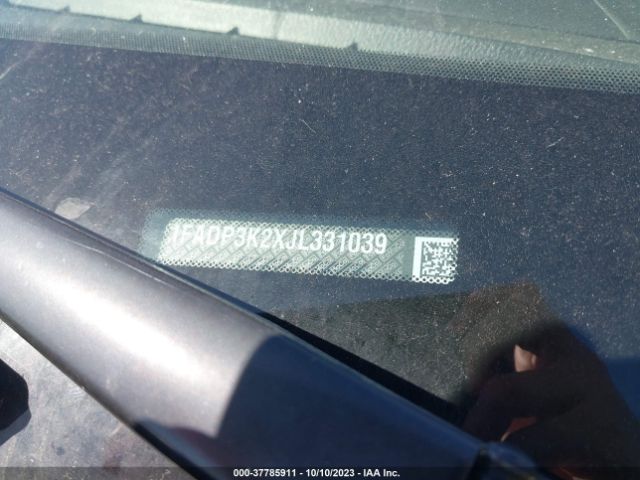 1FADP3K2XJL331039
000-37785911 - 10/10/2023 - IAA Inc.